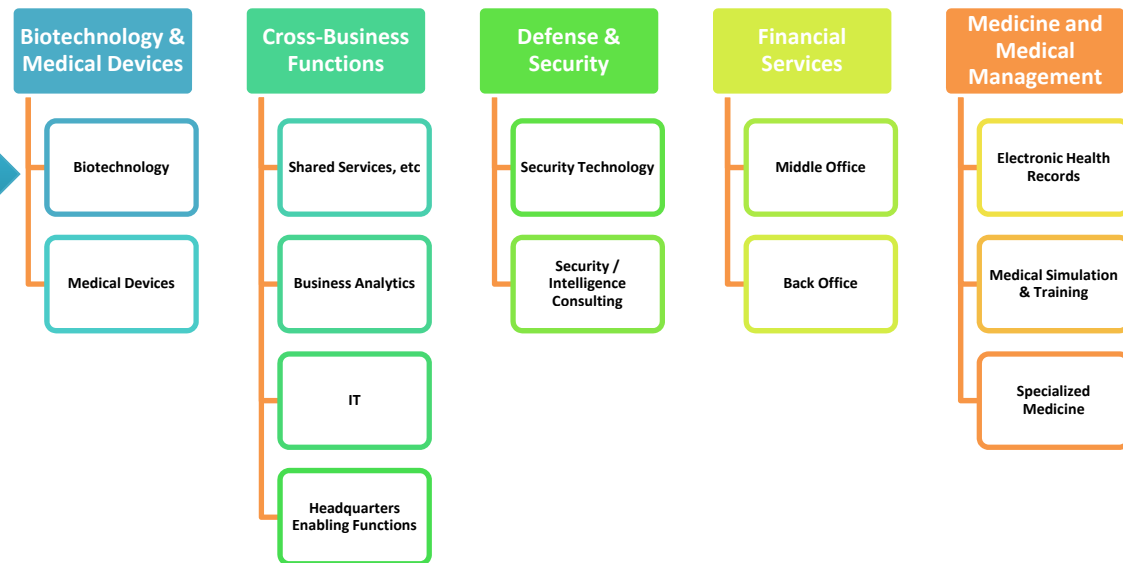 Biotechnology &
Medical Devices
Biotechnology
Medical Devices
Cross-Business
Functions
Shared Services, etc
Business Analytics
IT
Headquarters
Enabling Functions
Defense &
Security
Security Technology
Security /
Intelligence
Consulting
Financial
Services
Middle Office
Back Office
Medicine and
Medical
Management
Electronic Health
Records
Medical Simulation
& Training
Specialized
Medicine